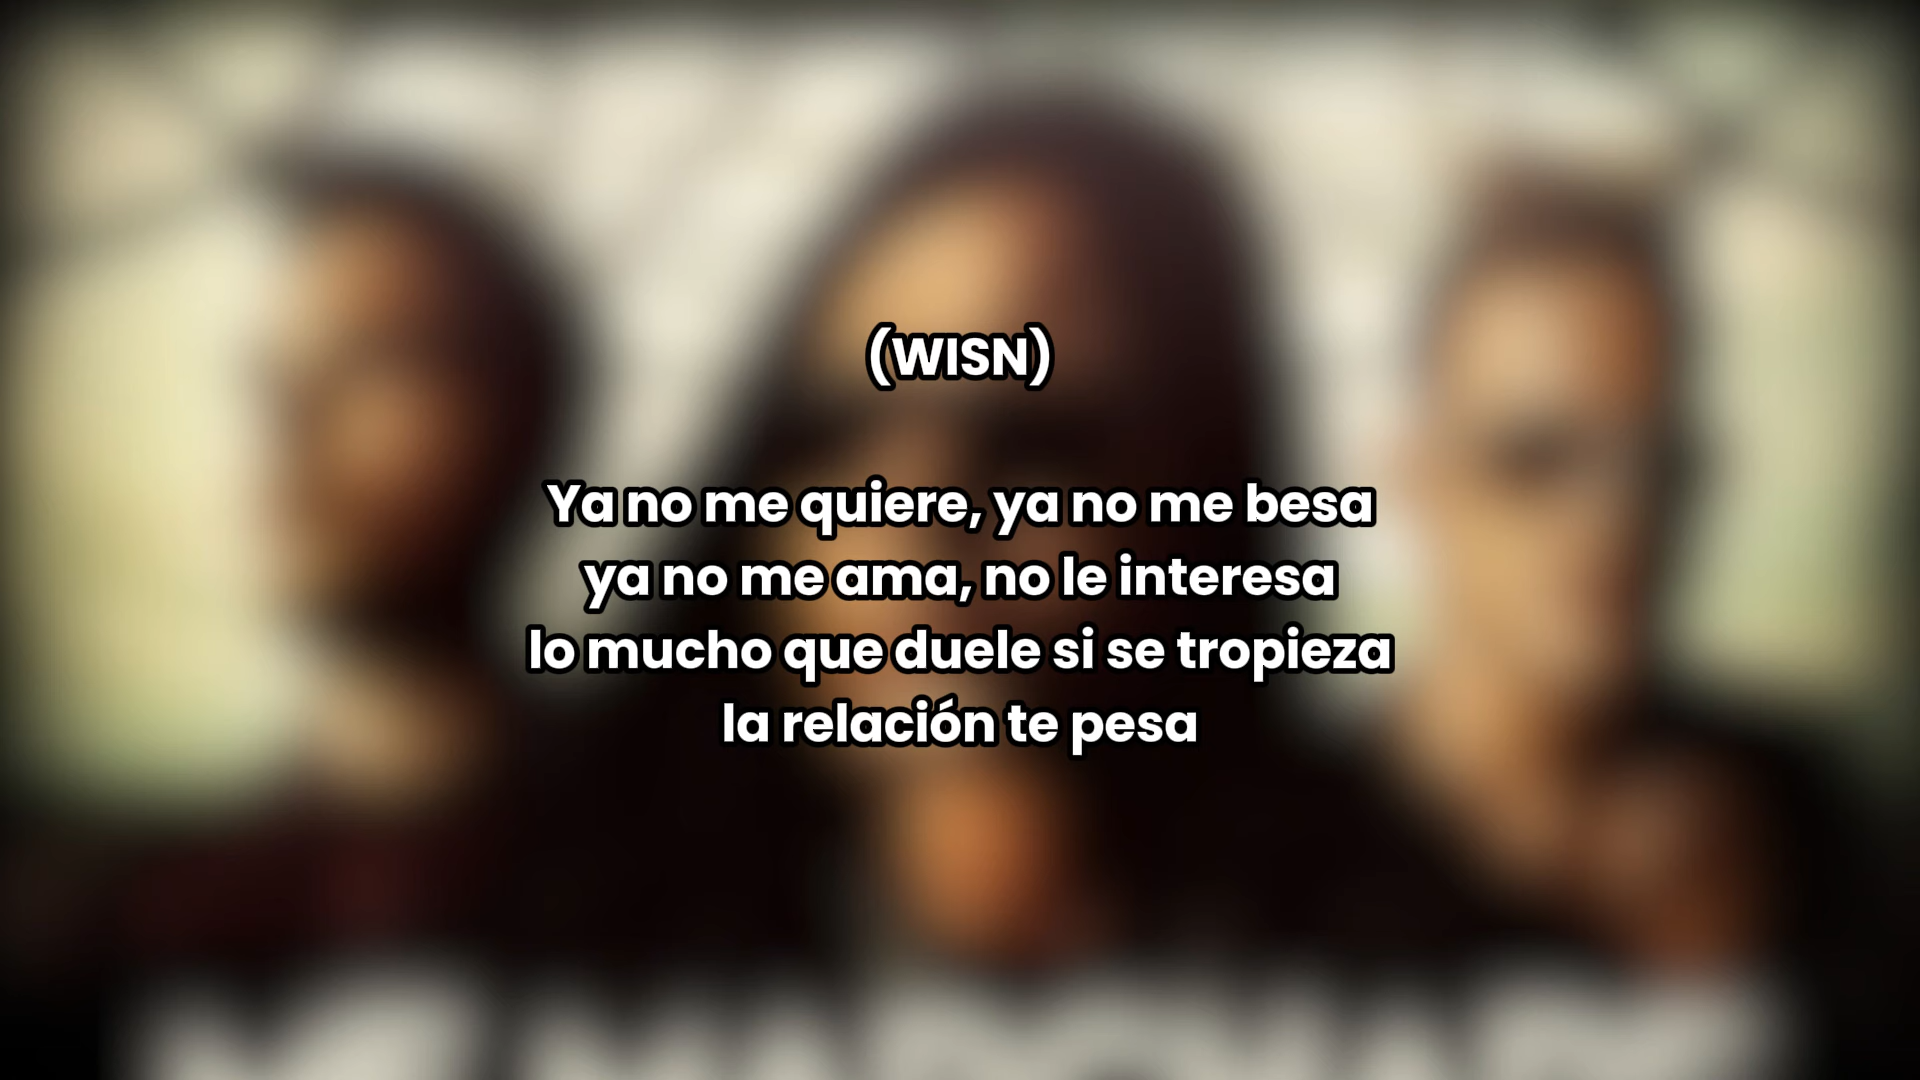 (WISN)
Ya no me quiere, ya no me besa
ya no me ama, no le interesa
lo mucho que duele si se tropieza
la relación te pesa